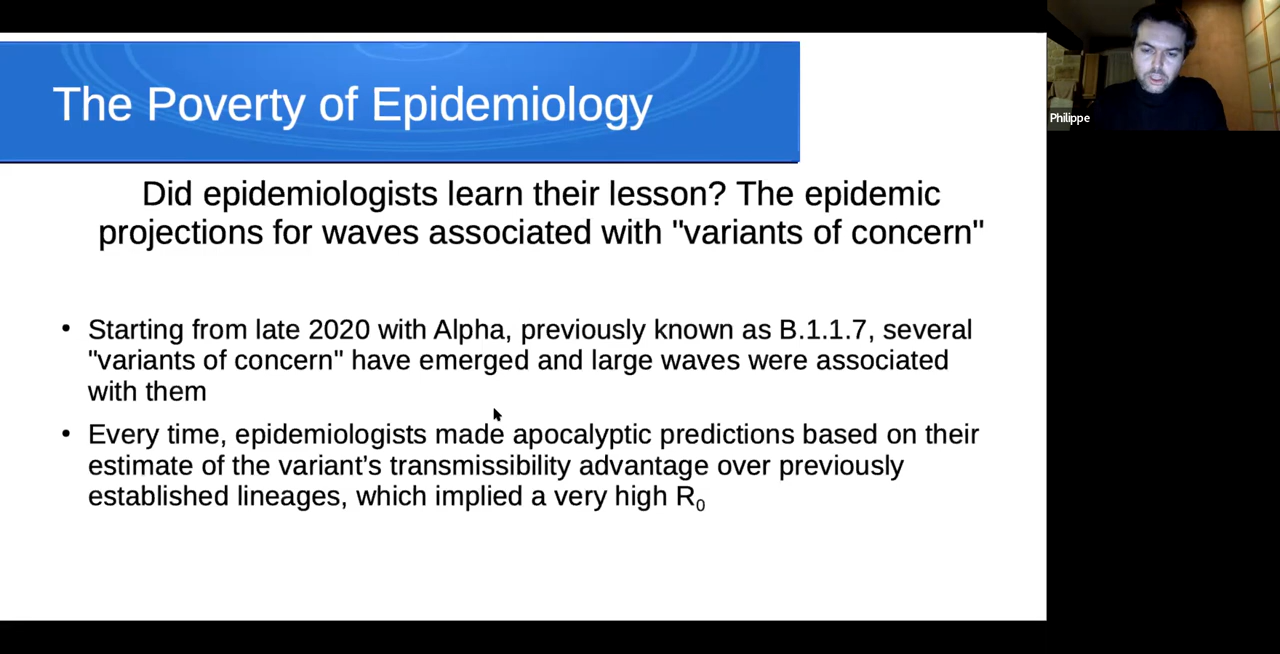 The Poverty of Epidemiology
Philippe
Did epidemiologists learn their lesson? The epidemic
projections for waves associated with "variants of concern"
• Starting from late 2020 with Alpha, previously known as B.1.1.7, several
"variants of concern" have emerged and large waves were associated
with them
• Every time, epidemiologists made apocalyptic predictions based on their
estimate of the variant’s transmissibility advantage over previously
established lineages, which implied a very high R₀